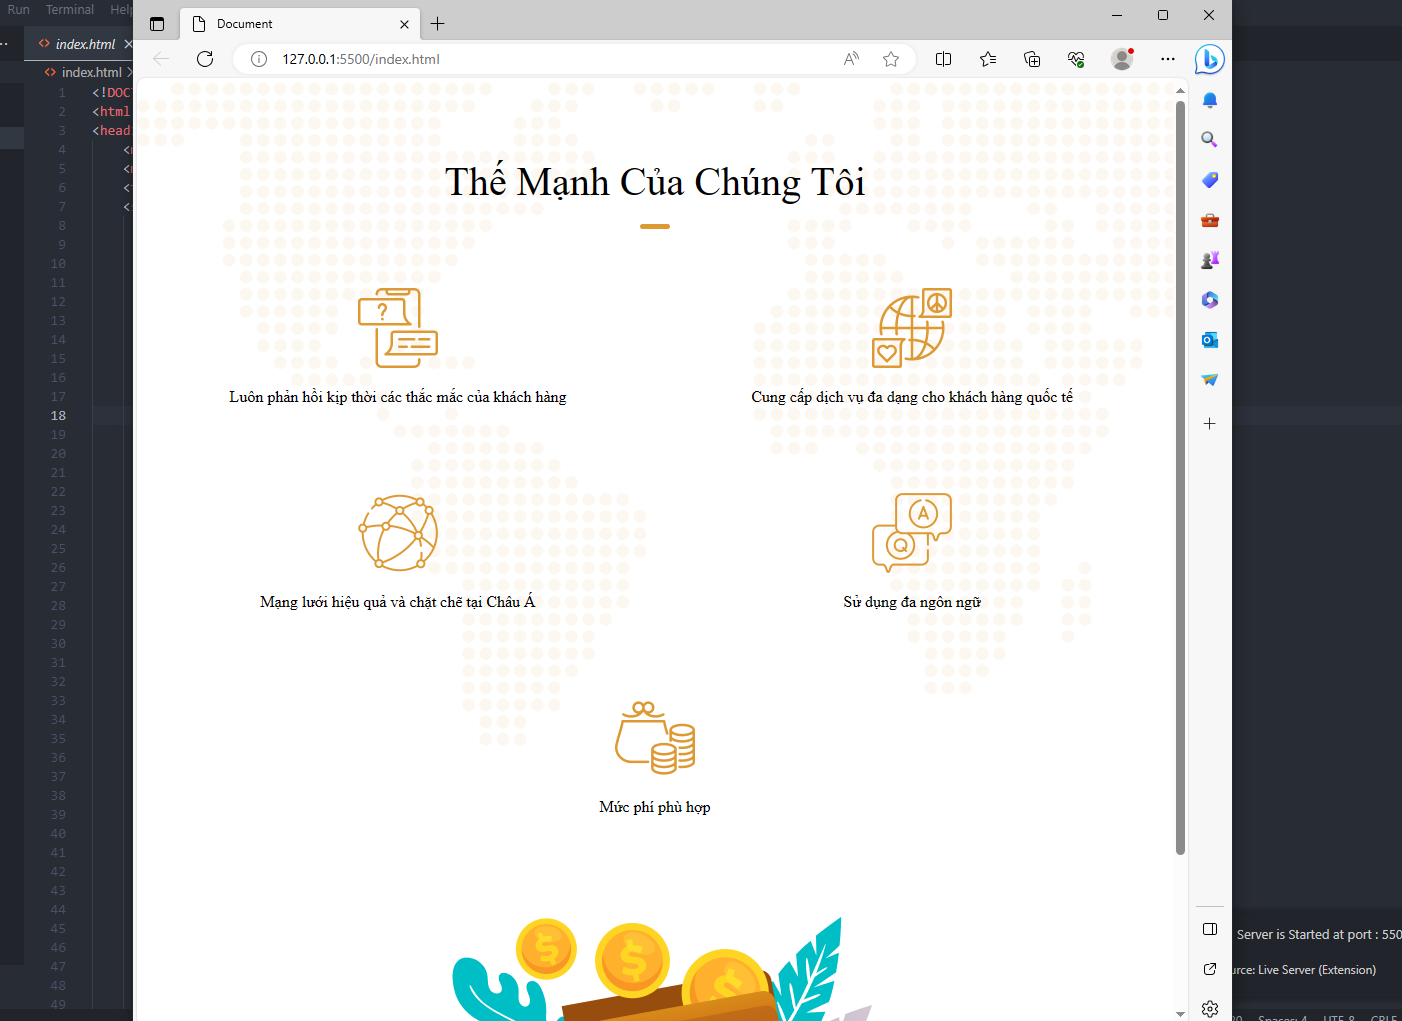 Run Terminal Help
Document
index.html
127.0.0.1:5500/index.html
index.html
1 <!DOCT
2 <html
3 <head
4
5
6
7
8
9
10
11
12
13
14
15
16
17
18
19
20
21
22
23
24
25
26
27
28
29
30
31
32
33
34
35
36
37
38
39
40
41
42
43
44
45
46
47
48
49
Thế Mạnh Của Chúng Tôi
?
Luôn phản hồi kịp thời các thắc mắc của khách hàng
Cung cấp dịch vụ đa dạng cho khách hàng quốc tế
A
Q
Mạng lưới hiệu quả và chặt chẽ tại Châu Á
Sử dụng đa ngôn ngữ
Mức phí phù hợp
$ $ $
Server is Started at port : 550
urce: Live Server (Extension)
Spaces: 4 UTF-8 CRLF